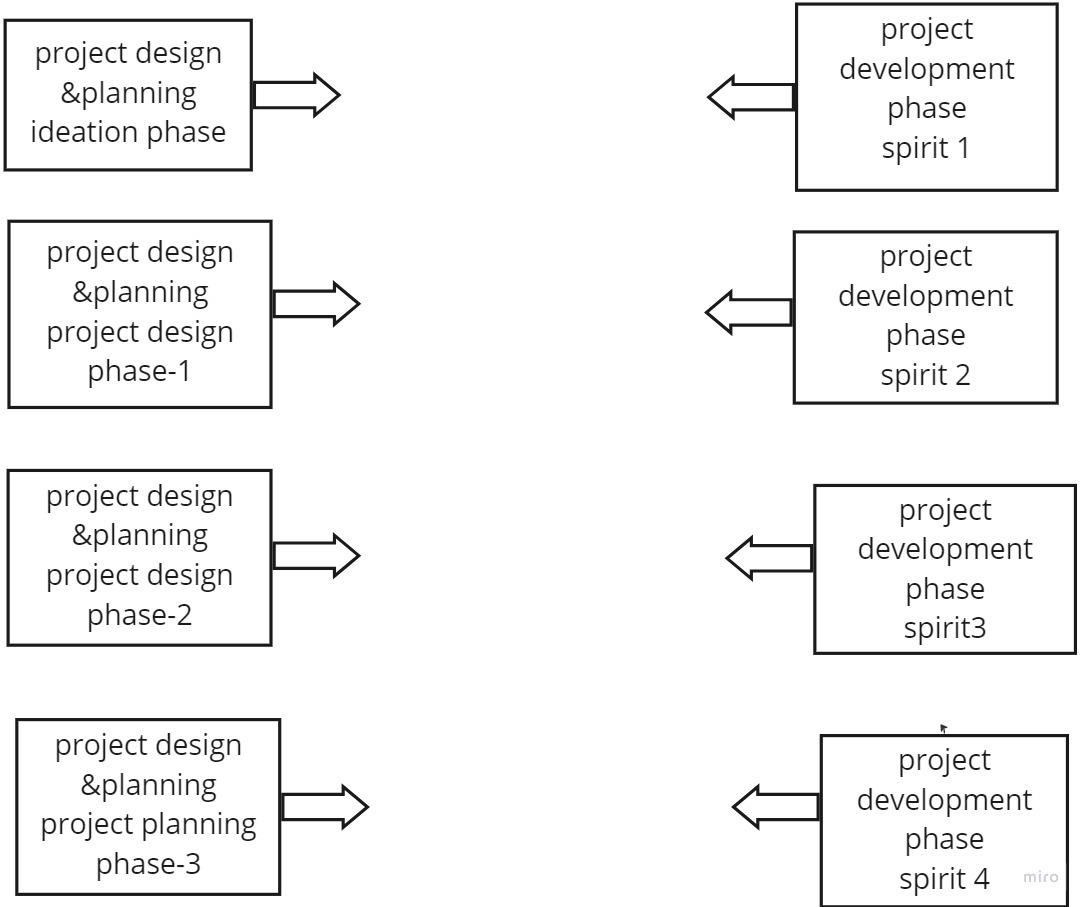 project design
&planning
ideation phase
project design
&planning
project design
phase-1
project design
&planning
project design
phase-2
project design
&planning
project planning
phase-3
project
development
phase
spirit 1
project
development
phase
spirit 2
project
development
phase
spirit3
project
development
phase
spirit 4
miro